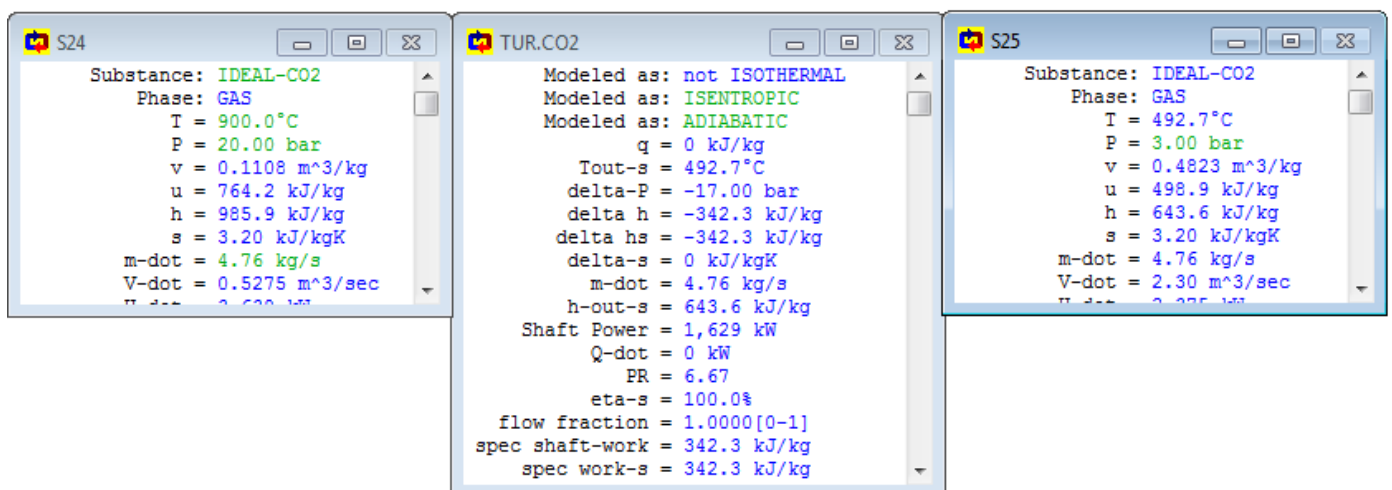 S24
Substance: IDEAL-CO2
Phase: GAS
T = 900.0°C
P = 20.00 bar
v = 0.1108 m^3/kg
u = 764.2 kJ/kg
h = 985.9 kJ/kg
s = 3.20 kJ/kgK
m-dot = 4.76 kg/s
V-dot = 0.5275 m^3/sec
TUR.CO2
Modeled as: not ISOTHERMAL
Modeled as: ISENTROPIC
Modeled as: ADIABATIC
q = 0 kJ/kg
Tout-s = 492.7°C
delta-P = -17.00 bar
delta h = -342.3 kJ/kg
delta hs = -342.3 kJ/kg
delta-s = 0 kJ/kgK
m-dot = 4.76 kg/s
h-out-s = 643.6 kJ/kg
Shaft Power = 1,629 kW
Q-dot = 0 kW
PR = 6.67
eta-s = 100.0%
flow fraction = 1.0000[0-1]
spec shaft-work = 342.3 kJ/kg
spec work-s = 342.3 kJ/kg
S25
Substance: IDEAL-CO2
Phase: GAS
T = 492.7°C
P = 3.00 bar
v = 0.4823 m^3/kg
u = 498.9 kJ/kg
h = 643.6 kJ/kg
s = 3.20 kJ/kgK
m-dot = 4.76 kg/s
V-dot = 2.30 m^3/sec